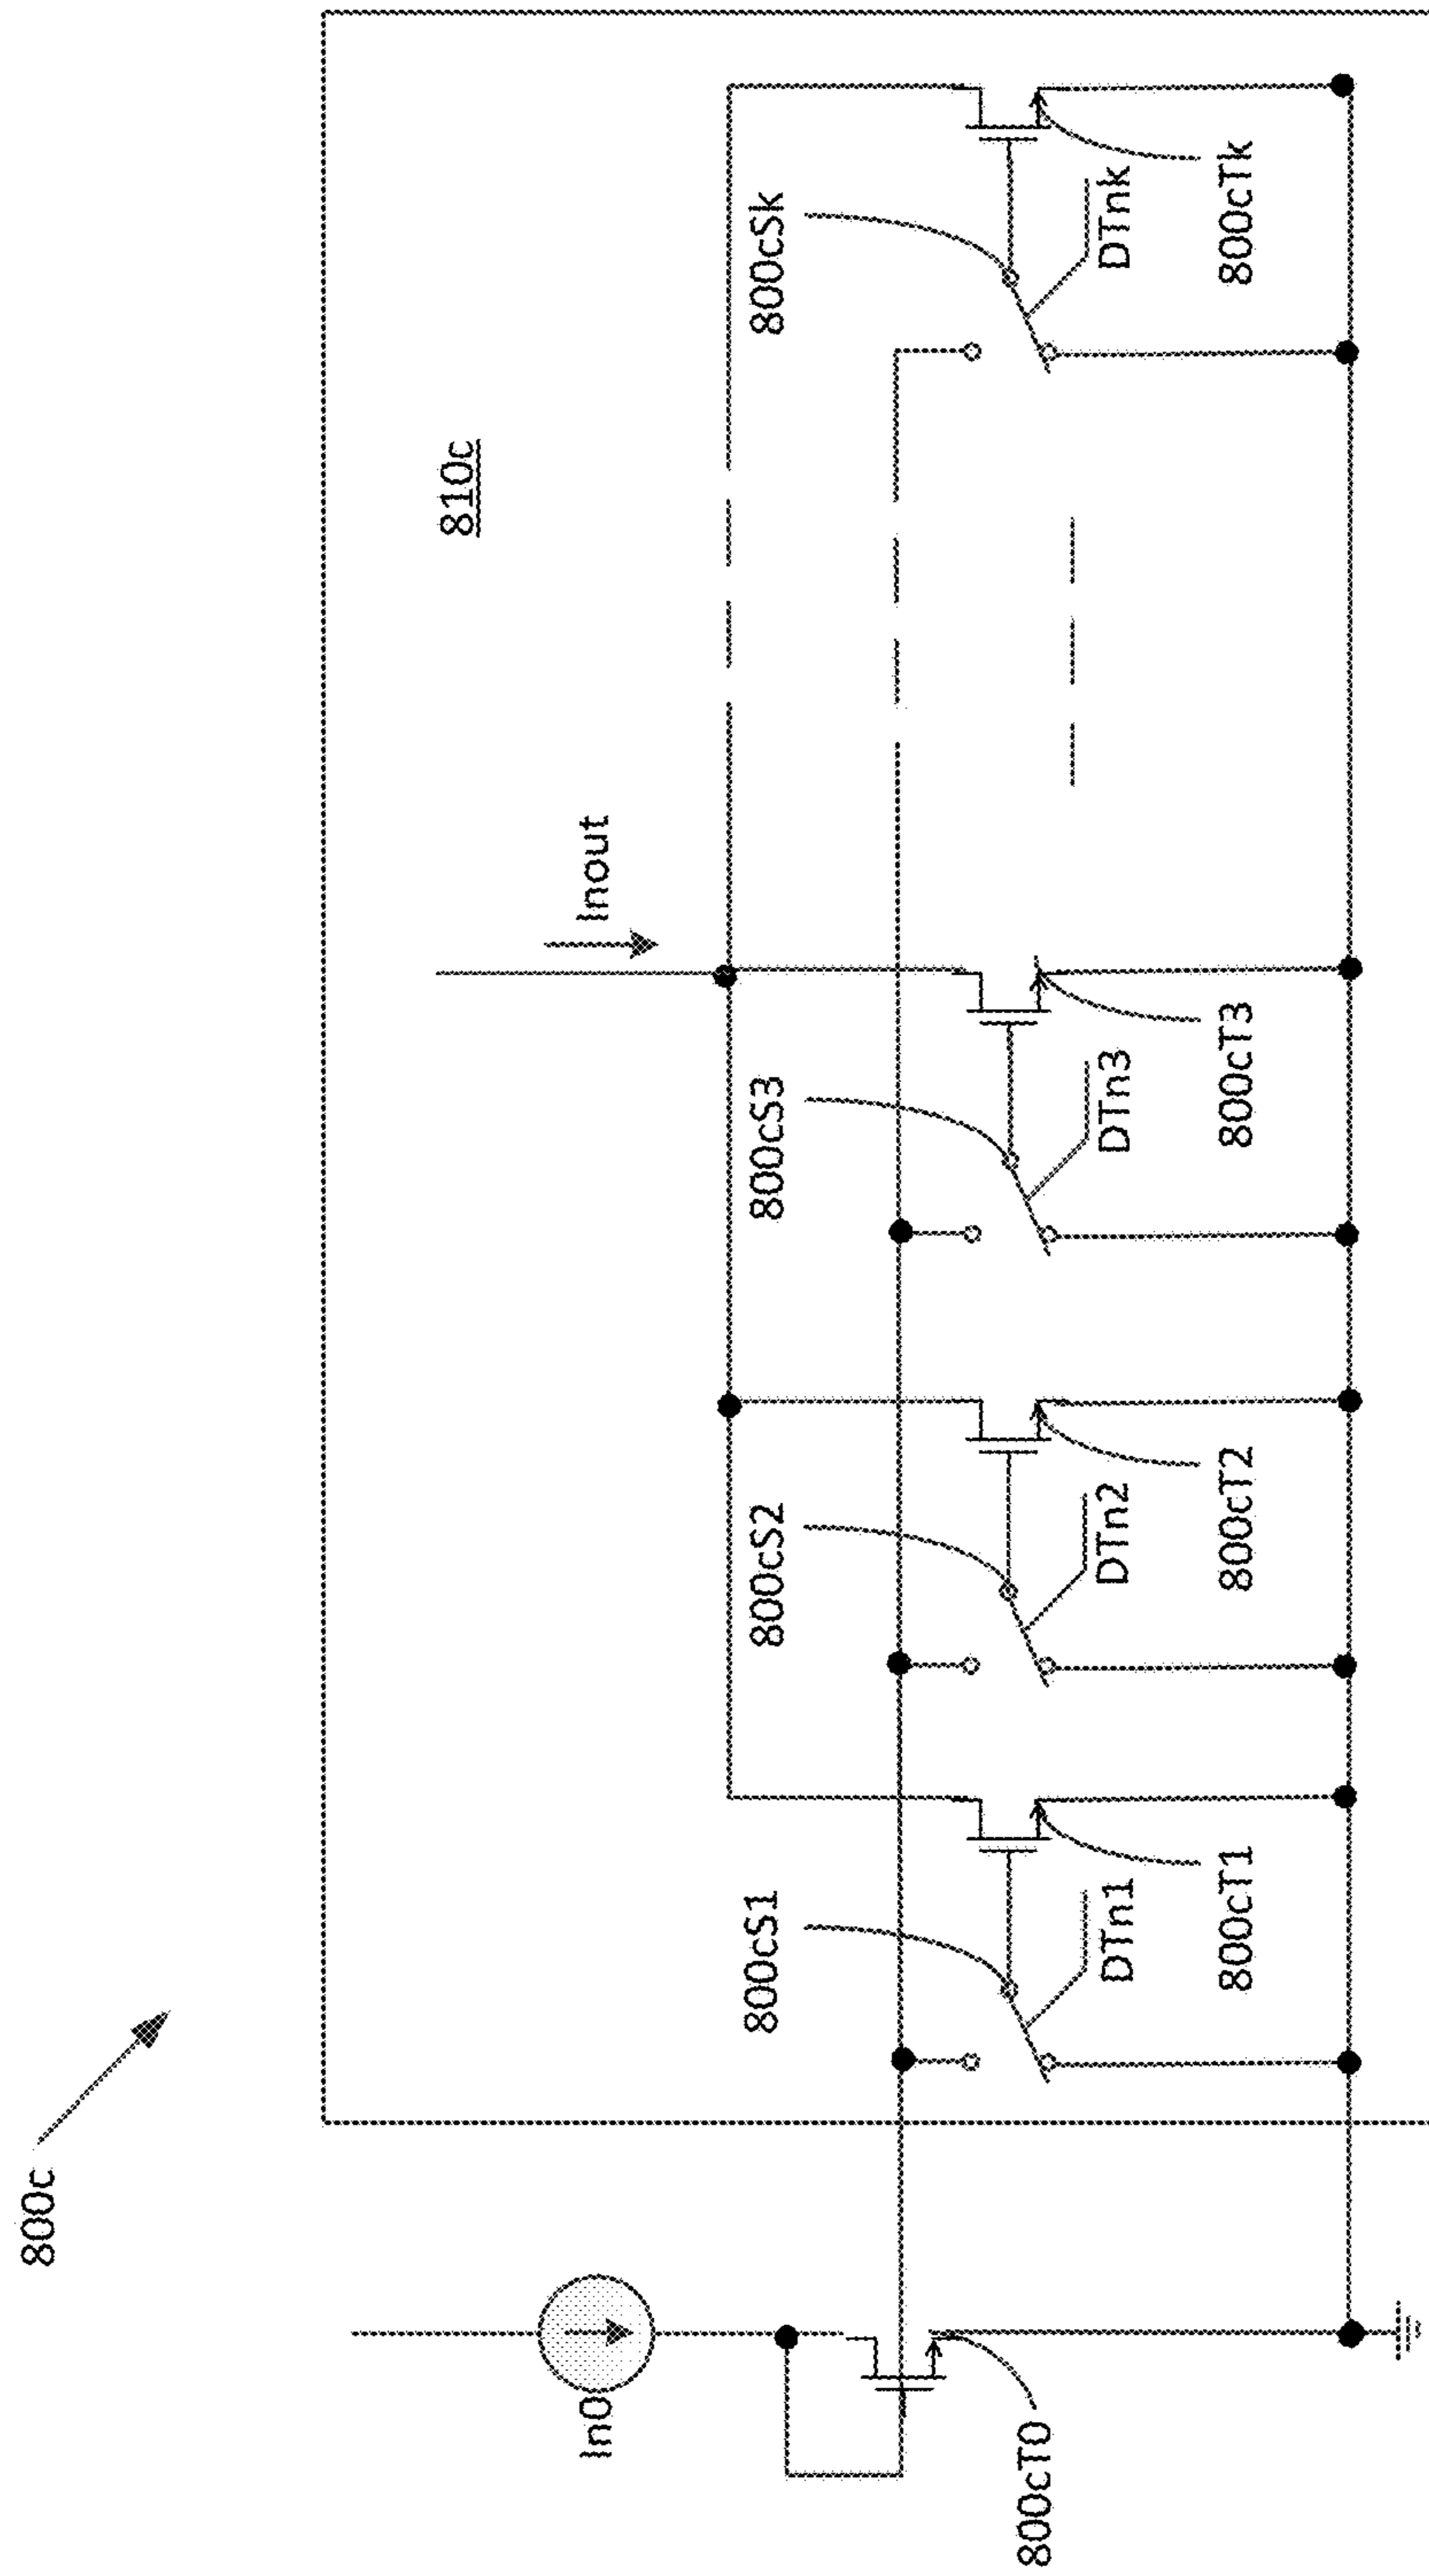 800c
810c
In0
Inout
800cS1
800cS2
800cS3
800cSk
800cT0
DTn1
DTn2
DTn3
DTnk
800cT1
800cT2
800cT3
800cTk